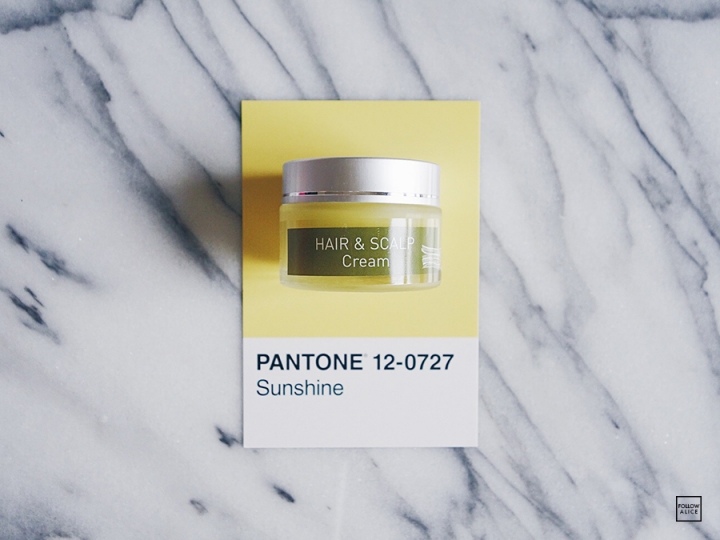 HAIR & SCALP
Cream
PANTONE® 12-0727
Sunshine
FOLLOW
ALICE